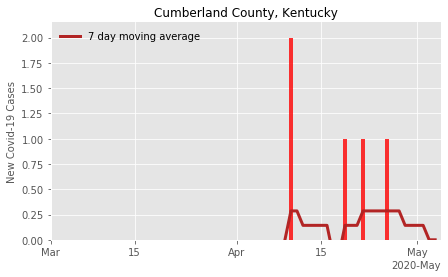 Cumberland County, Kentucky
7 day moving average
New Covid-19 Cases
2.00
1.75
1.50
1.25
1.00
0.75
0.50
0.25
0.00
Mar
15
Apr
15
May
2020-May